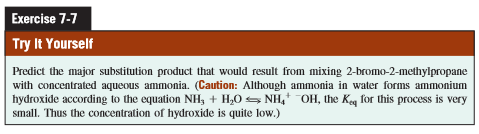 Exercise 7-7
Try It Yourself
Predict the major substitution product that would result from mixing 2-bromo-2-methylpropane
with concentrated aqueous ammonia. (Caution: Although ammonia in water forms ammonium
hydroxide according to the equation NH₃ + H₂O ⇌ NH₄⁺ ⁻OH, the Keq for this process is very
small. Thus the concentration of hydroxide is quite low.)